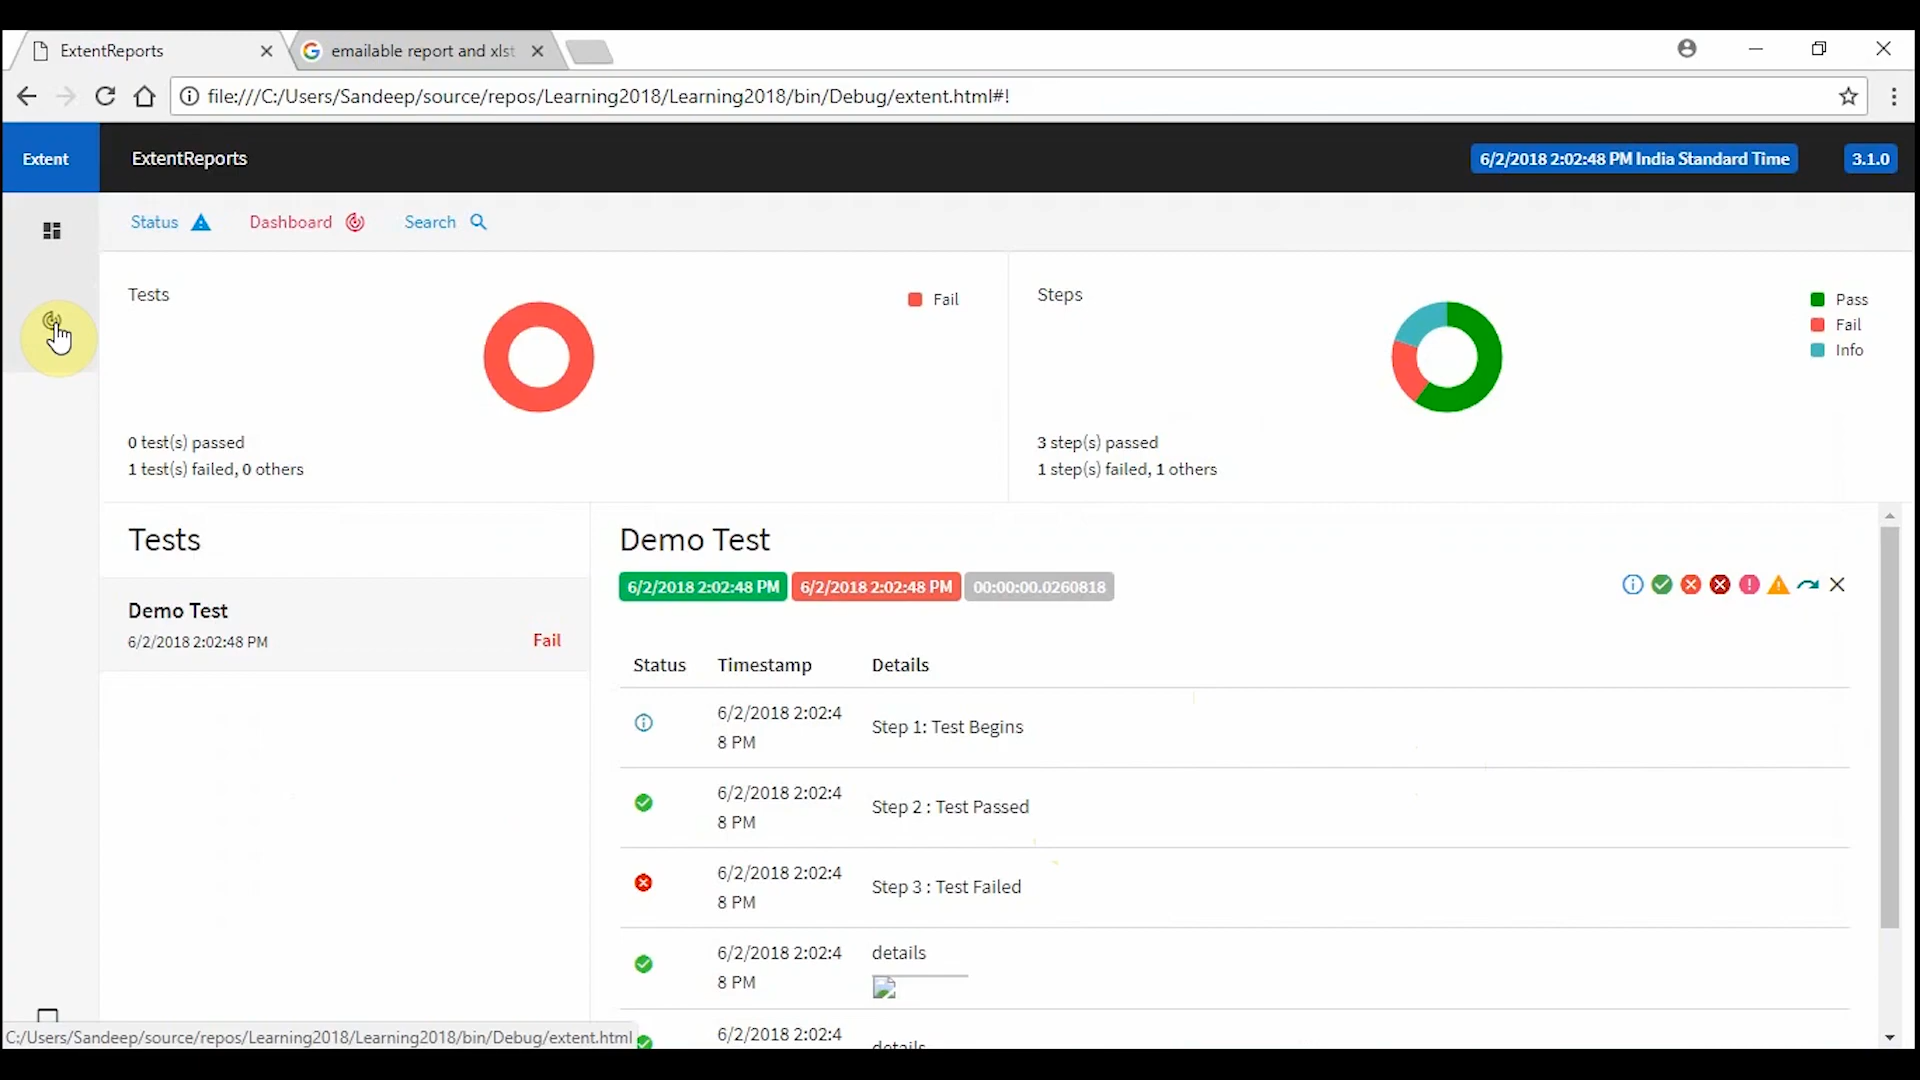 ExtentReports
emailable report and xlst
file:///C:/Users/Sandeep/source/repos/Learning2018/Learning2018/bin/Debug/extent.html#!
Extent
ExtentReports
6/2/2018 2:02:48 PM India Standard Time
3.1.0
Status
Dashboard
Search
Tests
Fail
0 test(s) passed
1 test(s) failed, 0 others
Steps
Pass
Fail
Info
3 step(s) passed
1 step(s) failed, 1 others
Tests
Demo Test
6/2/2018 2:02:48 PM
Fail
Demo Test
6/2/2018 2:02:48 PM
6/2/2018 2:02:48 PM
00:00:00.0260818
Status
Timestamp
Details
6/2/2018 2:02:4
8 PM
Step 1: Test Begins
6/2/2018 2:02:4
8 PM
Step 2 : Test Passed
6/2/2018 2:02:4
8 PM
Step 3 : Test Failed
6/2/2018 2:02:4
8 PM
details
6/2/2018 2:02:4
details
C:/Users/Sandeep/source/repos/Learning2018/Learning2018/bin/Debug/extent.html